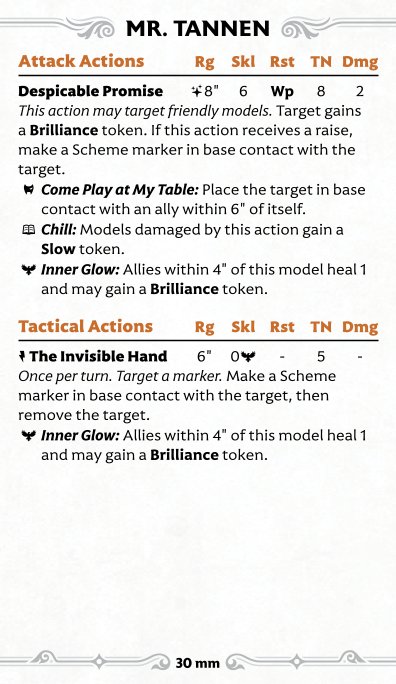 MR. TANNEN
Attack Actions Rg Skl Rst TN Dmg
Despicable Promise 8" 6 Wp 8 2
This action may target friendly models. Target gains
a Brilliance token. If this action receives a raise,
make a Scheme marker in base contact with the
target.
Come Play at My Table: Place the target in base
contact with an ally within 6" of itself.
Chill: Models damaged by this action gain a
Slow token.
Inner Glow: Allies within 4" of this model heal 1
and may gain a Brilliance token.
Tactical Actions Rg Skl Rst TN Dmg
The Invisible Hand 6" 0 - 5 -
Once per turn. Target a marker. Make a Scheme
marker in base contact with the target, then
remove the target.
Inner Glow: Allies within 4" of this model heal 1
and may gain a Brilliance token.
30 mm